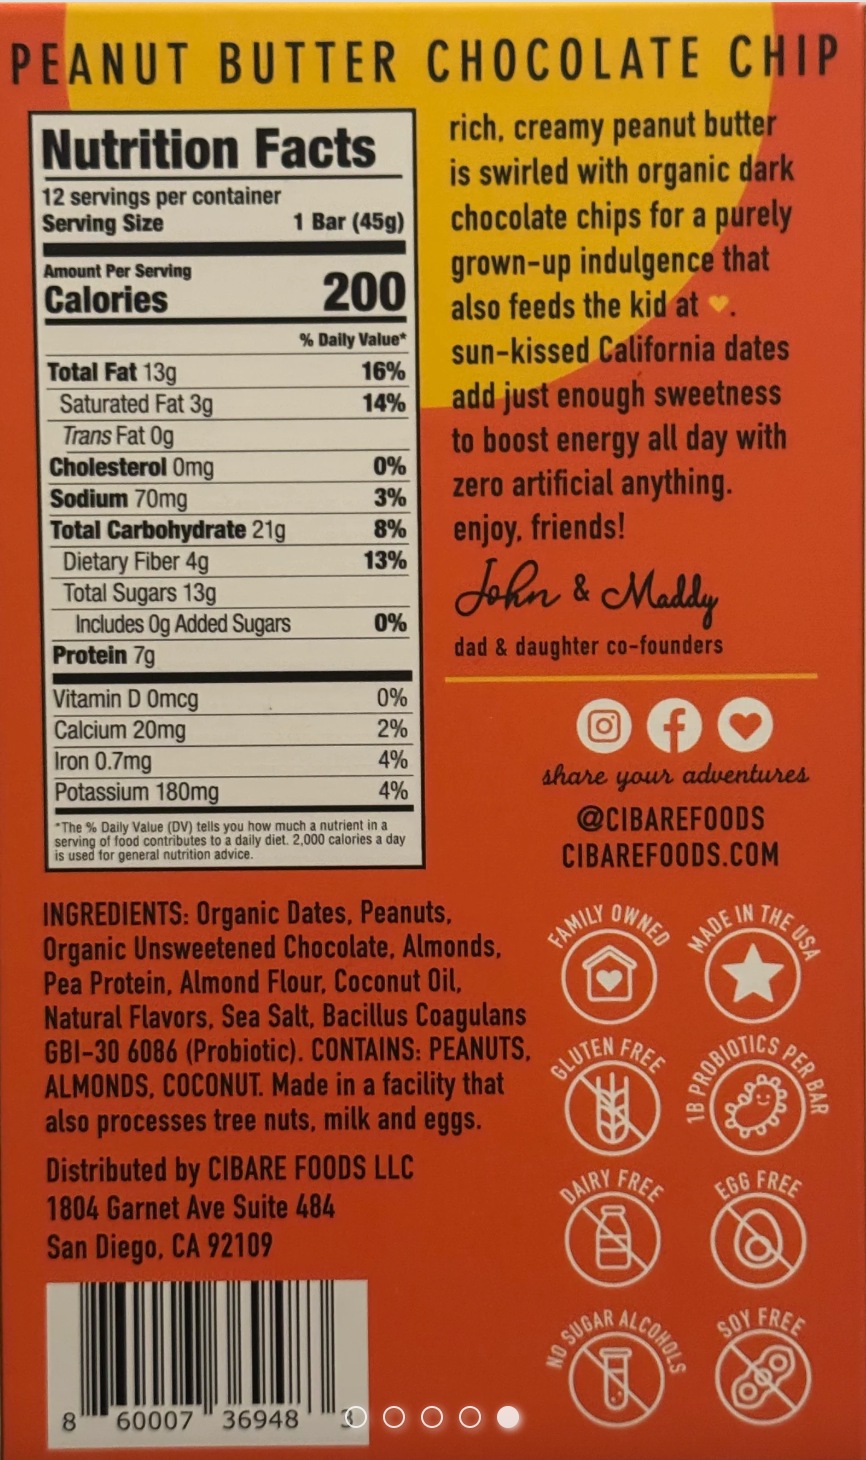 PEANUT BUTTER CHOCOLATE CHIP
Nutrition Facts
12 servings per container
Serving Size 1 Bar (45g)
Amount Per Serving
Calories 200
% Daily Value*
Total Fat 13g 16%
Saturated Fat 3g 14%
Trans Fat 0g
Cholesterol 0mg 0%
Sodium 70mg 3%
Total Carbohydrate 21g 8%
Dietary Fiber 4g 13%
Total Sugars 13g
Includes 0g Added Sugars 0%
Protein 7g
Vitamin D 0mcg 0%
Calcium 20mg 2%
Iron 0.7mg 4%
Potassium 180mg 4%
*The % Daily Value (DV) tells you how much a nutrient in a
serving of food contributes to a daily diet. 2,000 calories a day
is used for general nutrition advice.
rich, creamy peanut butter
is swirled with organic dark
chocolate chips for a purely
grown-up indulgence that
also feeds the kid at 💛.
sun-kissed California dates
add just enough sweetness
to boost energy all day with
zero artificial anything.
enjoy, friends!
John & Maddy
dad & daughter co-founders
share your adventures
@CIBAREFOODS
CIBAREFOODS.COM
INGREDIENTS: Organic Dates, Peanuts,
Organic Unsweetened Chocolate, Almonds,
Pea Protein, Almond Flour, Coconut Oil,
Natural Flavors, Sea Salt, Bacillus Coagulans
GBI-30 6086 (Probiotic). CONTAINS: PEANUTS,
ALMONDS, COCONUT. Made in a facility that
also processes tree nuts, milk and eggs.
Distributed by CIBARE FOODS LLC
1804 Garnet Ave Suite 484
San Diego, CA 92109
8 60007 36948 3
FAMILY OWNED
MADE IN THE USA
GLUTEN FREE
1B PROBIOTICS PER BAR
DAIRY FREE
EGG FREE
NO SUGAR ALCOHOLS
SOY FREE